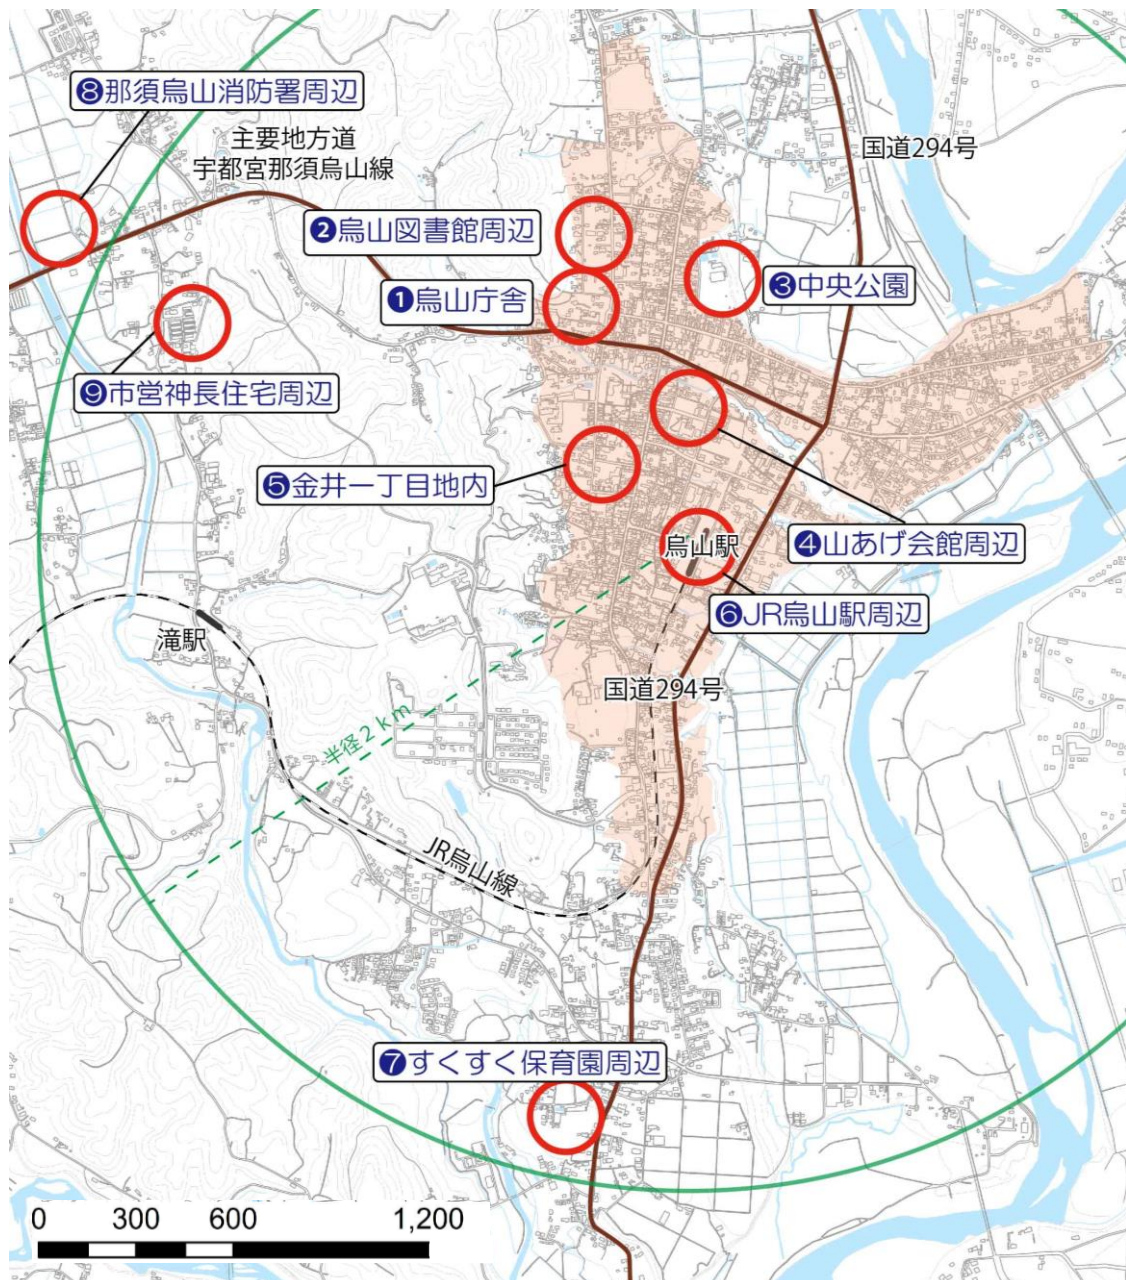 ❽那須烏山消防署周辺
主要地方道
宇都宮那須烏山線
国道294号
❷烏山図書館周辺
❶烏山庁舎
❸中央公園
❾市営神長住宅周辺
❺金井一丁目地内
❹山あげ会館周辺
烏山駅
❻JR烏山駅周辺
滝駅
国道294号
半径2km
JR烏山線
❼すくすく保育園周辺
0 300 600 1,200